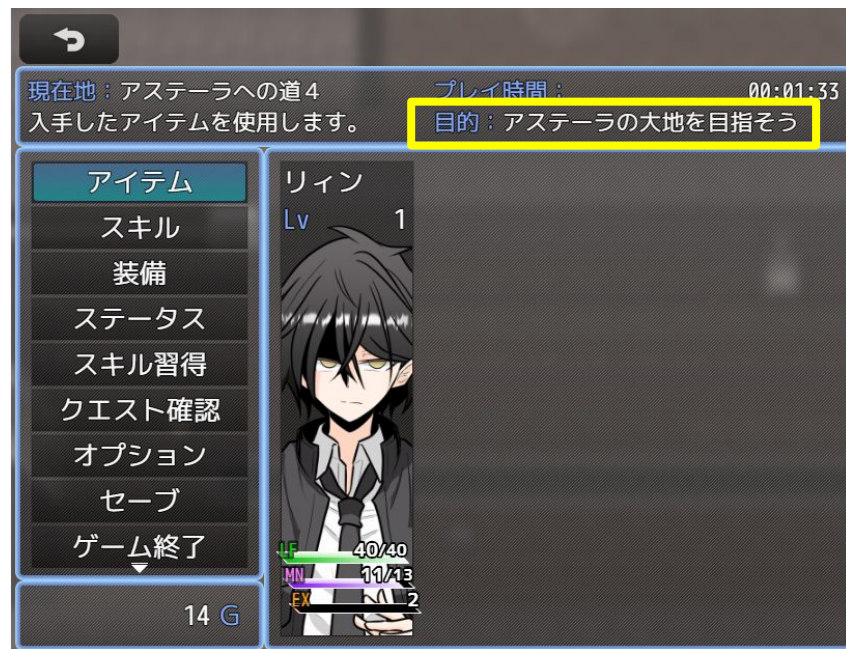 現在地：アステーラへの道４
プレイ時間： 00:01:33
入手したアイテムを使用します。
目的：アステーラの大地を目指そう
アイテム
スキル
装備
ステータス
スキル習得
クエスト確認
オプション
セーブ
ゲーム終了
14 G
リィン
Lv 1
LF 40/40
MN 11/13
EX 2